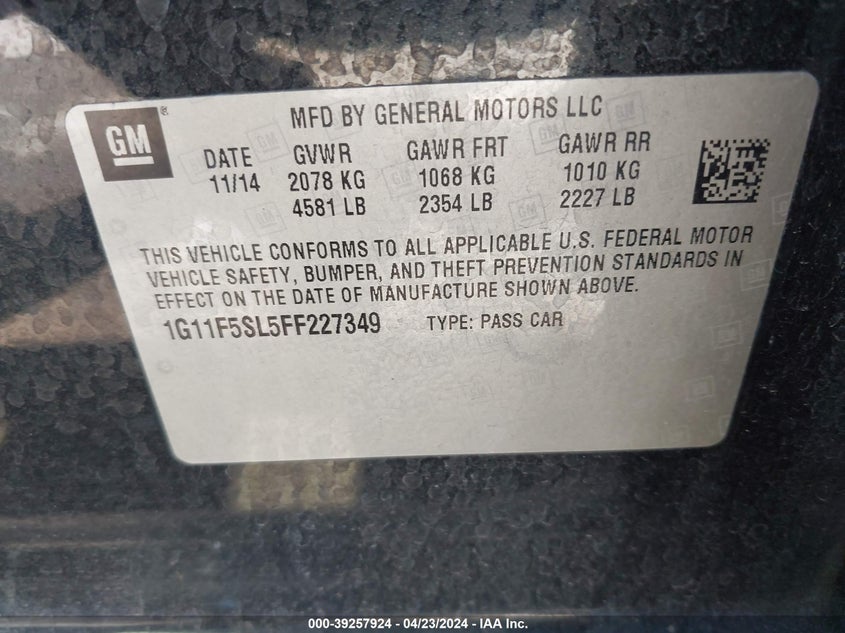 GM
MFD BY GENERAL MOTORS LLC
DATE GVWR GAWR FRT GAWR RR
11/14 2078 KG 1068 KG 1010 KG
4581 LB 2354 LB 2227 LB
THIS VEHICLE CONFORMS TO ALL APPLICABLE U.S. FEDERAL MOTOR
VEHICLE SAFETY, BUMPER, AND THEFT PREVENTION STANDARDS IN
EFFECT ON THE DATE OF MANUFACTURE SHOWN ABOVE.
1G11F5SL5FF227349 TYPE: PASS CAR
000-39257924 - 04/23/2024 - IAA Inc.